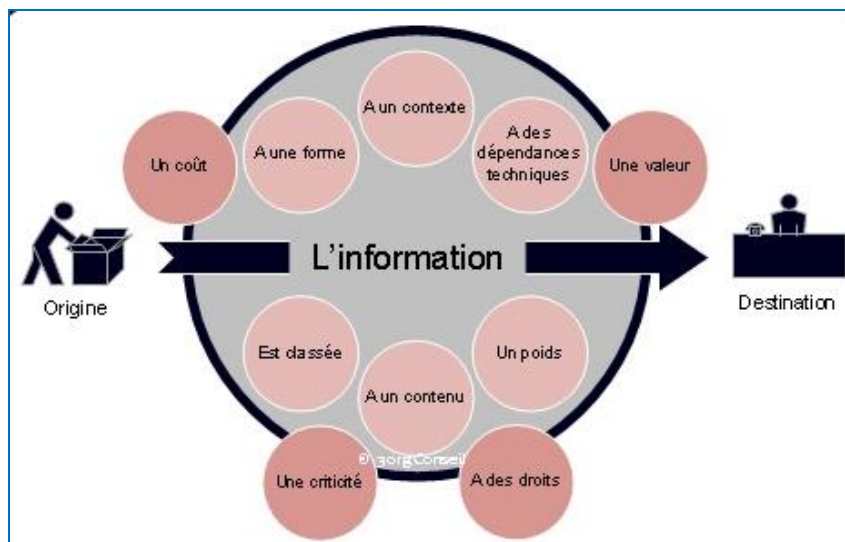 A un contexte
Un coût
A une forme
A des
dépendances
techniques
Une valeur
L'information
Origine
Destination
Est classée
Un poids
A un contenu
© 3orgConseil
Une criticité
A des droits